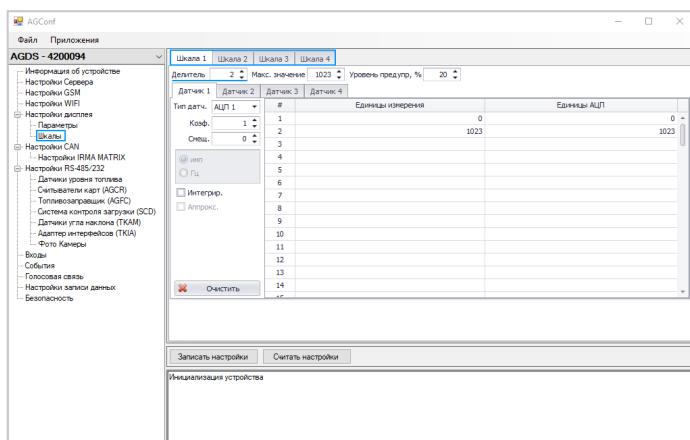 AGConf
Файл Приложения
AGDS - 4200094
Информация об устройстве
Настройки Сервера
Настройки GSM
Настройки WIFI
Настройки дисплея
Параметры
Шкалы
Настройки CAN
Настройки IRMA MATRIX
Настройки RS-485/232
Датчики уровня топлива
Считыватели карт (AGCR)
Топливозаправщик (AGFC)
Система контроля загрузки (SCD)
Датчики угла наклона (TKAM)
Адаптер интерфейсов (TKIA)
Фото Камеры
Входы
События
Голосовая связь
Настройки записи данных
Безопасность
Шкала 1 Шкала 2 Шкала 3 Шкала 4
Делитель 2 Макс. значение 1023 Уровень предупр, % 20
Датчик 1 Датчик 2 Датчик 3 Датчик 4
Тип датч. АЦП 1
Коэф. 1
Смещ. 0
имп
Гц
Интегрир.
Аппрокс.
Очистить
# Единицы измерения Единицы АЦП
1 0 0
2 1023 1023
3
4
5
6
7
8
9
10
11
12
13
14
15
Записать настройки Считать настройки
Инициализация устройства